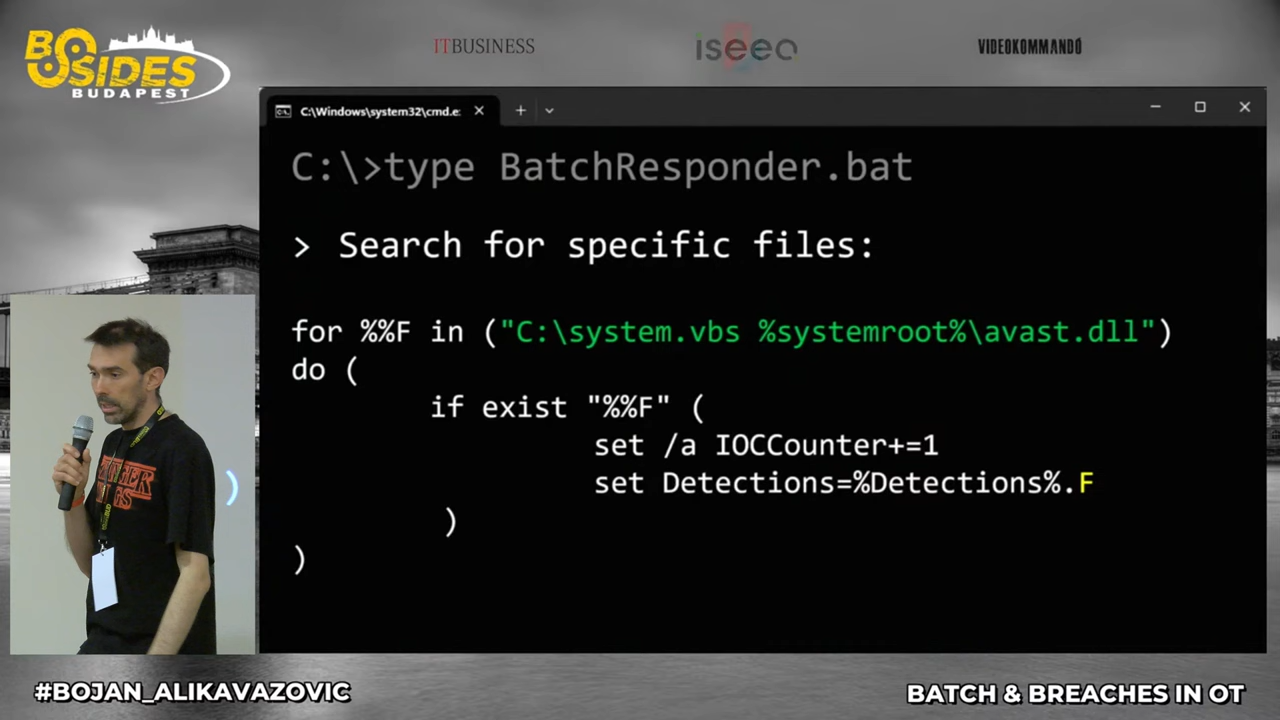 BSIDES
BUDAPEST
ITBUSINESS
iseeq
VIDEOKOMMANDÓ
C:\Windows\system32\cmd.e:
C:\>type BatchResponder.bat
> Search for specific files:
for %%F in ("C:\system.vbs %systemroot%\avast.dll")
do (
if exist "%%F" (
set /a IOCCounter+=1
set Detections=%Detections%.F
)
)
#BOJAN_ALIKAVAZOVIC
BATCH & BREACHES IN OT